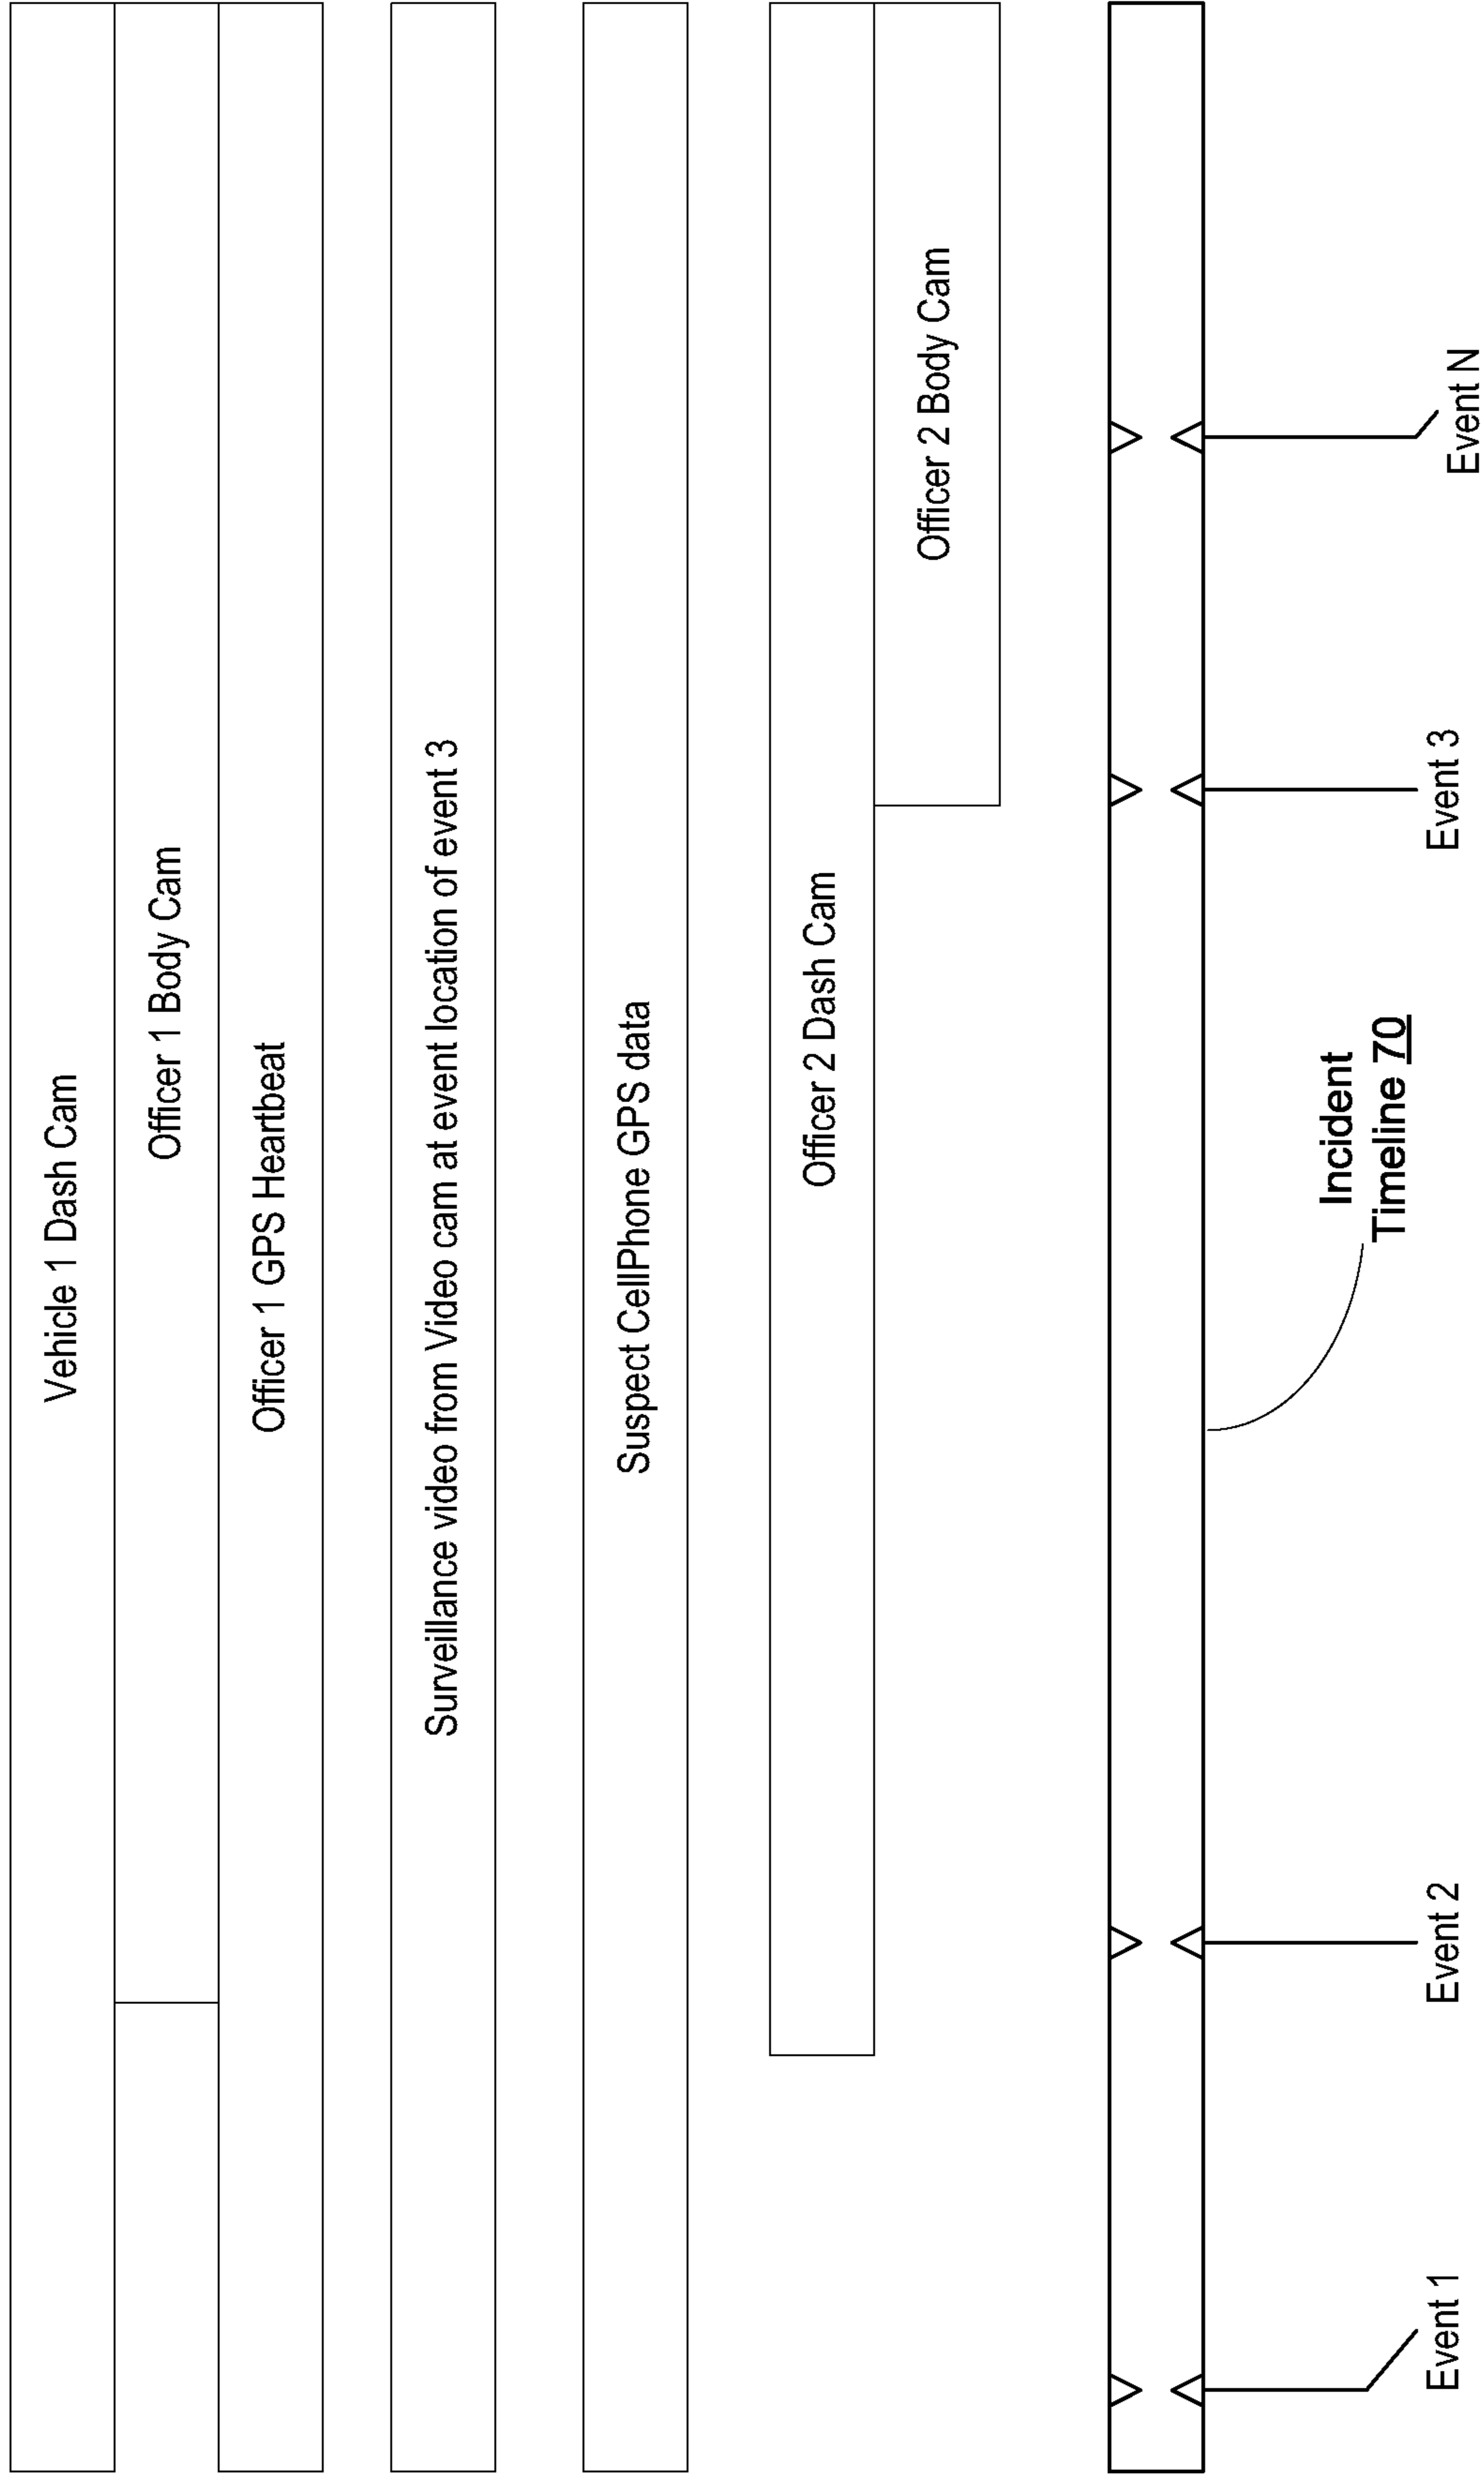 Vehicle 1 Dash Cam
Officer 1 Body Cam
Officer 1 GPS Heartbeat
Surveillance video from Video cam at event location of event 3
Suspect CellPhone GPS data
Officer 2 Dash Cam
Officer 2 Body Cam
Incident
Timeline 70
Event 1
Event 2
Event 3
Event N